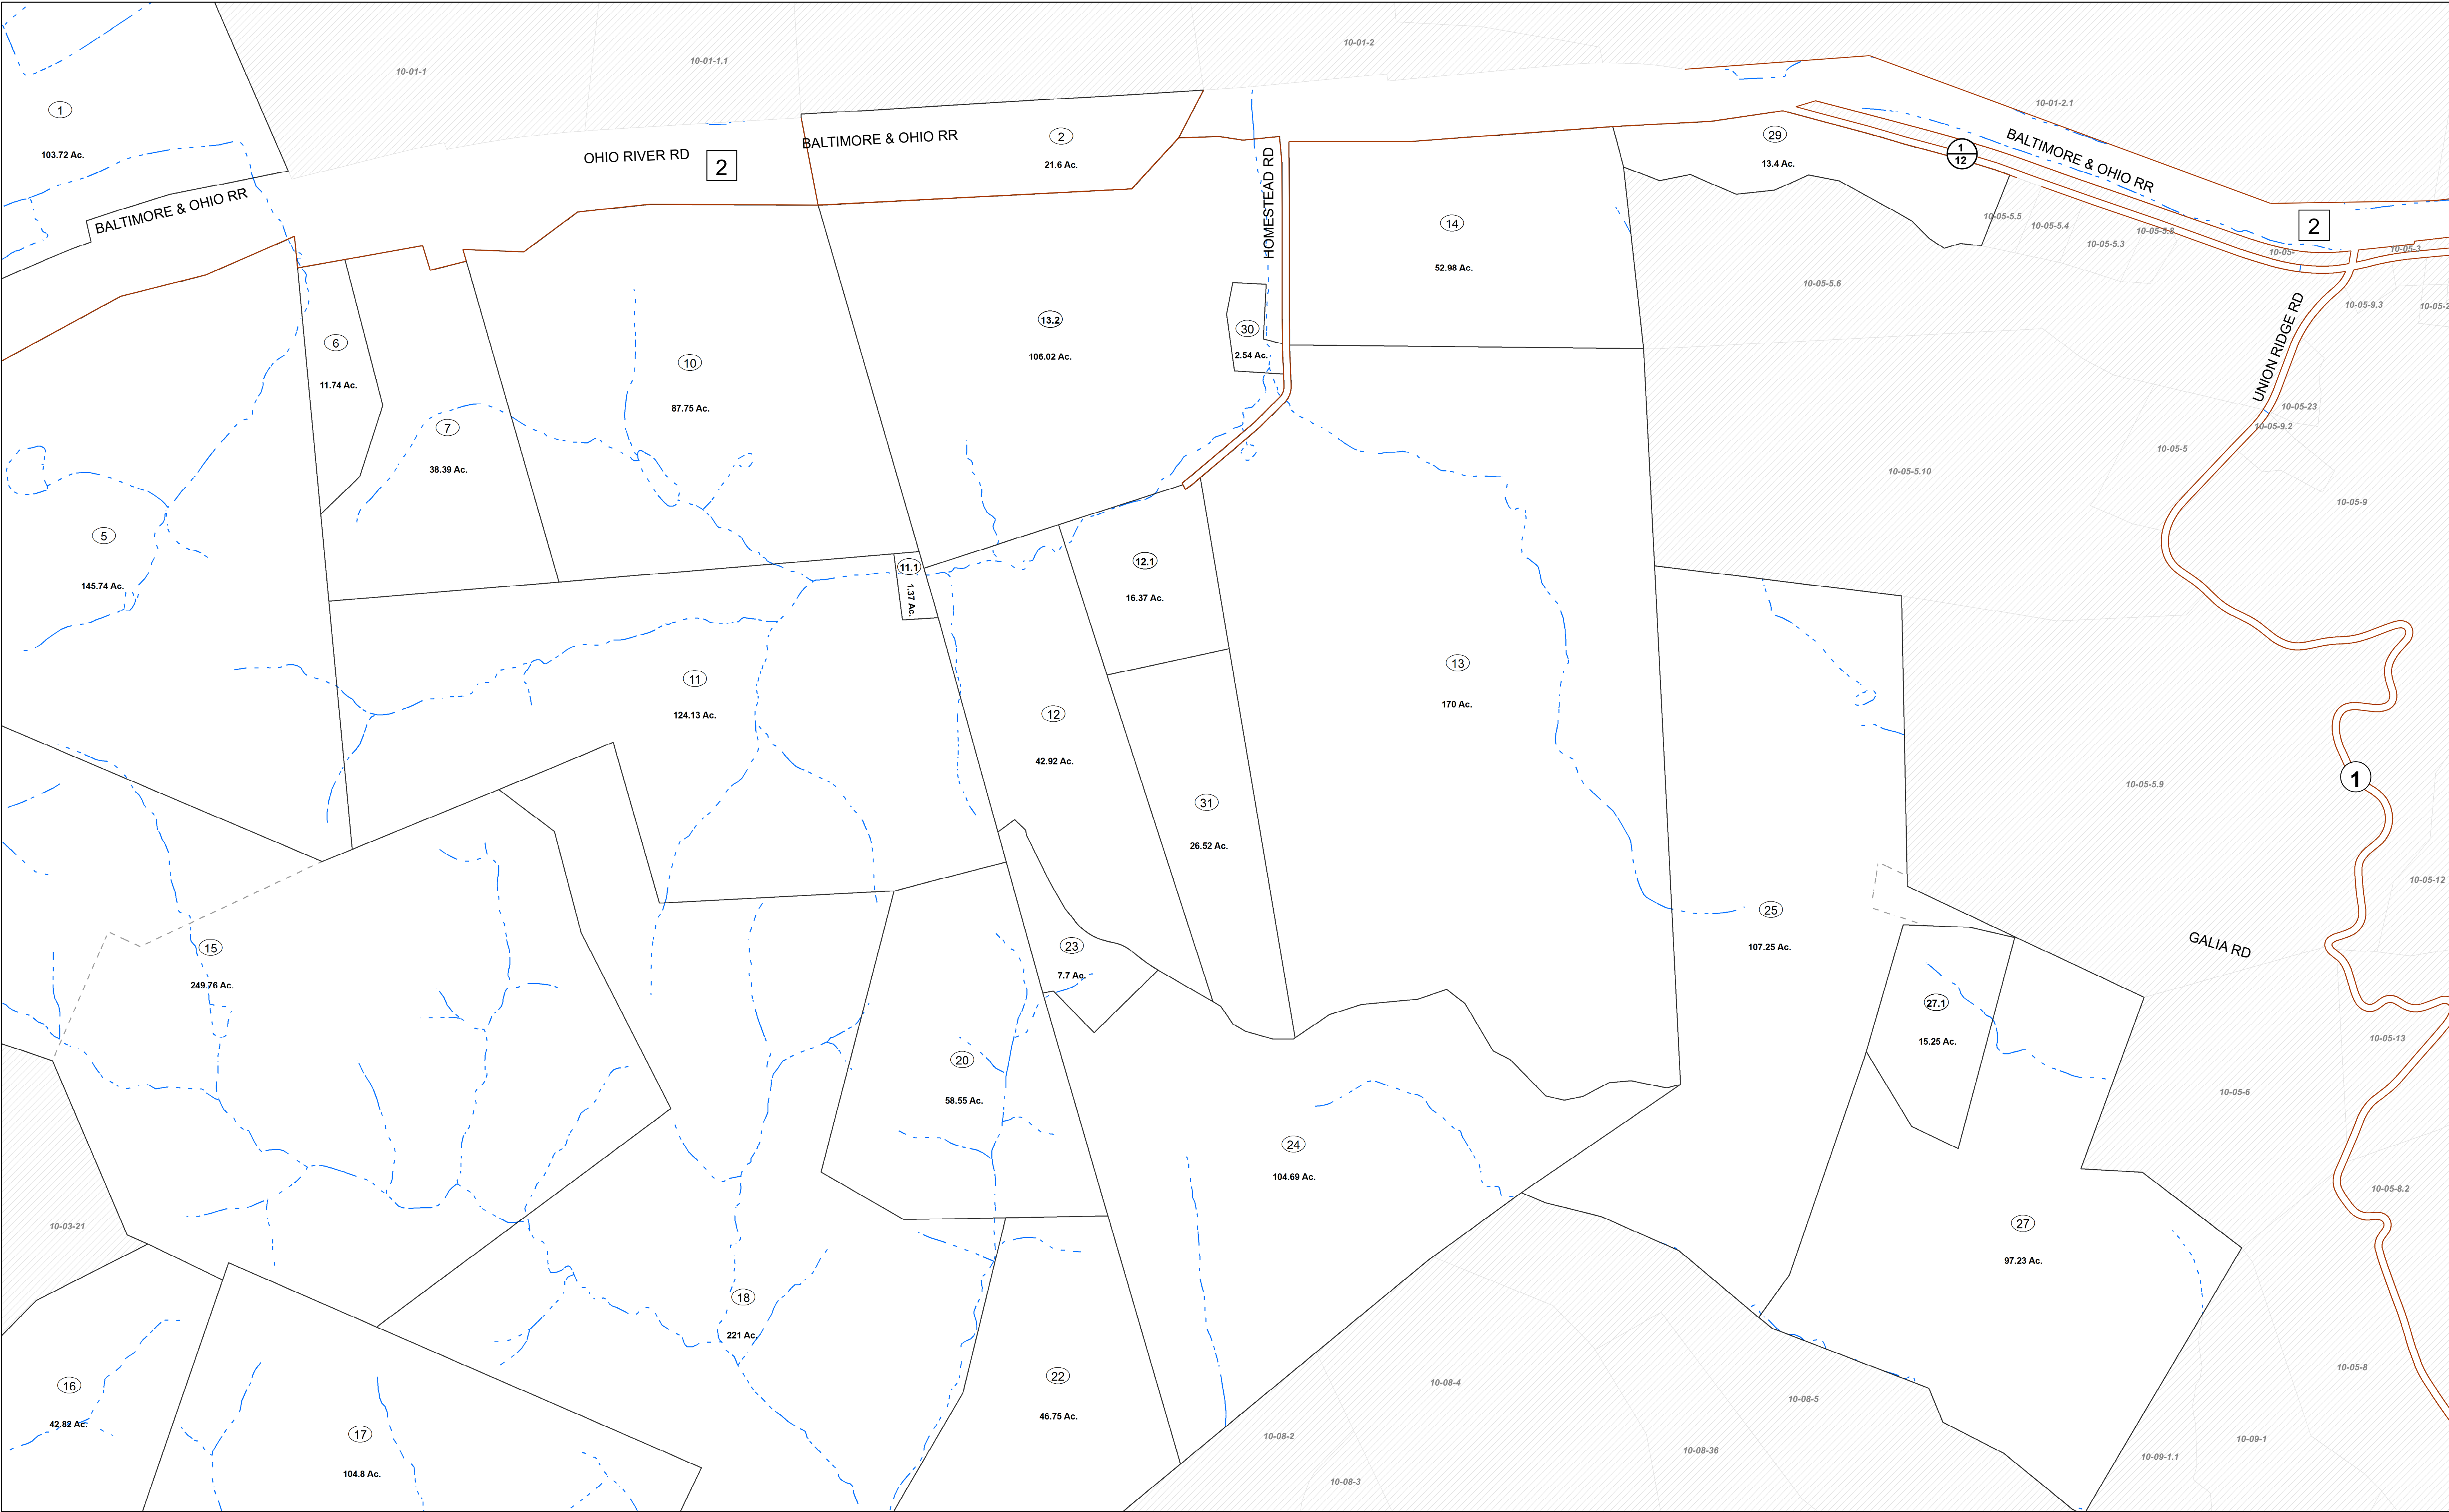 10-01-1
10-01-1.1
10-01-2
10-01-2.1
1
103.72 Ac.
BALTIMORE & OHIO RR
OHIO RIVER RD
2
BALTIMORE & OHIO RR
2
21.6 Ac.
HOMESTEAD RD
29
13.4 Ac.
1
12
BALTIMORE & OHIO RR
2
14
52.98 Ac.
10-05-5.5
10-05-5.4
10-05-5.3
10-05-5.8
10-05-
10-05-3
10-05-5.6
10-05-9.3
10-05-2
UNION RIDGE RD
6
11.74 Ac.
10
87.75 Ac.
13.2
106.02 Ac.
30
2.54 Ac.
7
38.39 Ac.
10-05-23
10-05-9.2
10-05-5
10-05-5.10
10-05-9
5
145.74 Ac.
11.1
1.37 Ac.
12.1
16.37 Ac.
11
124.13 Ac.
12
42.92 Ac.
13
170 Ac.
31
26.52 Ac.
10-05-5.9
1
10-05-12
15
249.76 Ac.
23
7.7 Ac.
25
107.25 Ac.
GALIA RD
27.1
15.25 Ac.
10-05-13
20
58.55 Ac.
10-05-6
24
104.69 Ac.
10-05-8.2
10-03-21
27
97.23 Ac.
18
221 Ac.
10-05-8
16
42.82 Ac.
17
104.8 Ac.
22
46.75 Ac.
10-08-4
10-08-5
10-08-2
10-08-36
10-08-3
10-09-1
10-09-1.1